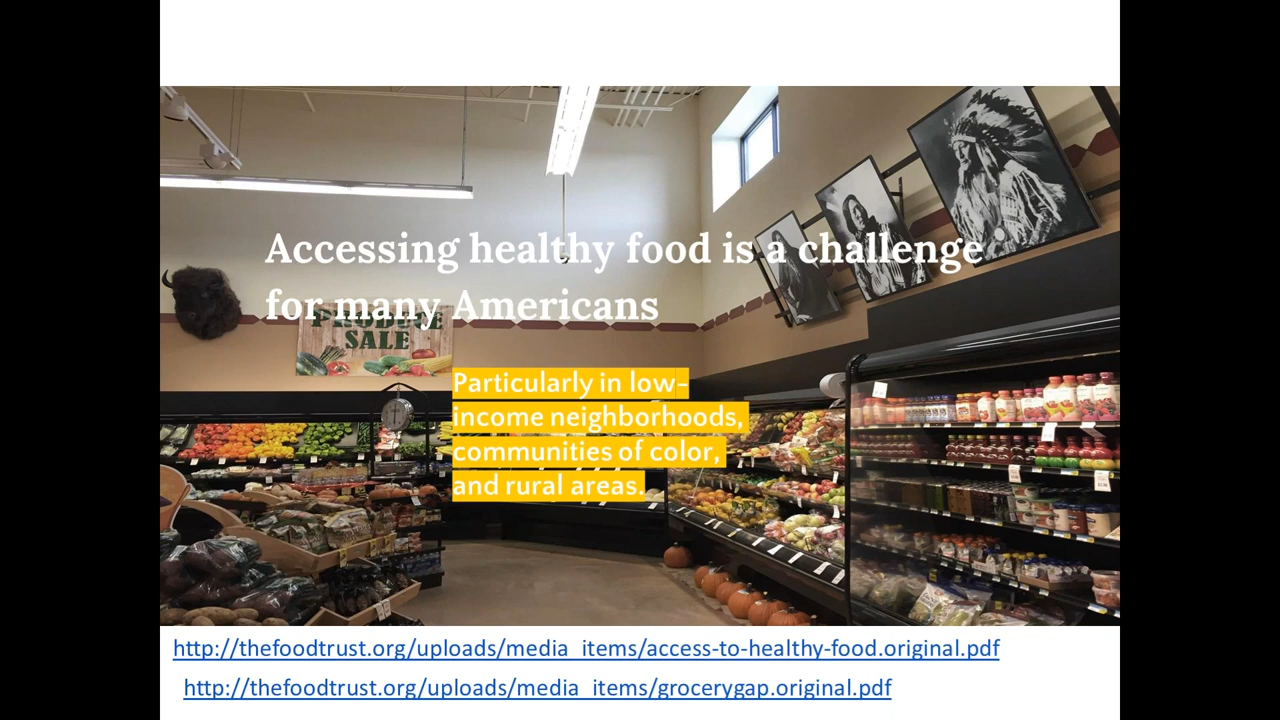 Accessing healthy food is a challenge
for many Americans
PRODUCE
SALE
Particularly in low-
income neighborhoods,
communities of color,
and rural areas.
http://thefoodtrust.org/uploads/media_items/access-to-healthy-food.original.pdf
http://thefoodtrust.org/uploads/media_items/grocerygap.original.pdf